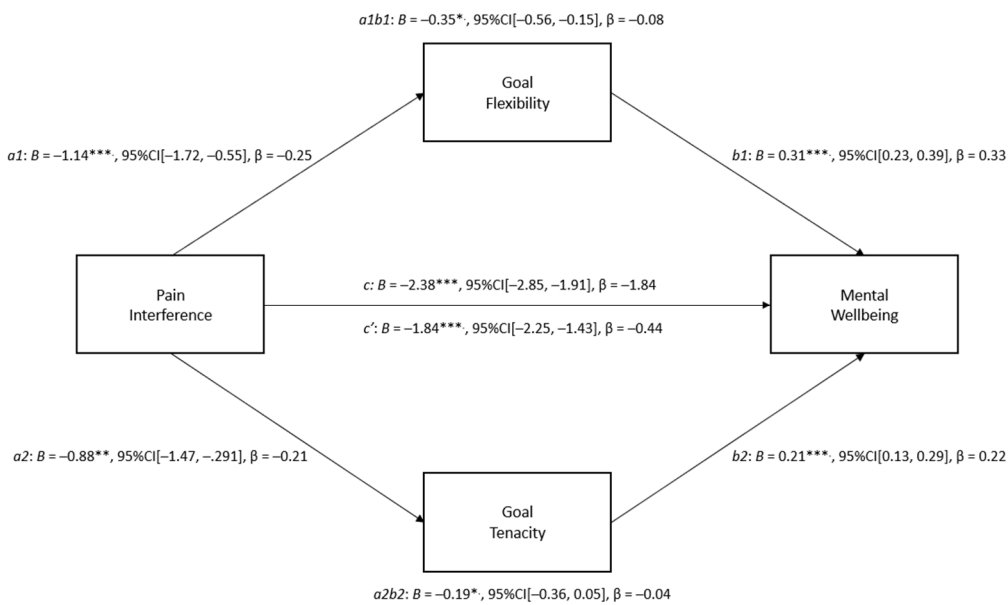 a1b1: B = –0.35*, 95%CI[–0.56, –0.15], β = –0.08
Goal
Flexibility
a1: B = –1.14***, 95%CI[–1.72, –0.55], β = –0.25
b1: B = 0.31***, 95%CI[0.23, 0.39], β = 0.33
Pain
Interference
c: B = –2.38***, 95%CI[–2.85, –1.91], β = –1.84
c′: B = –1.84***, 95%CI[–2.25, –1.43], β = –0.44
Mental
Wellbeing
a2: B = –0.88**, 95%CI[–1.47, –.291], β = –0.21
b2: B = 0.21***, 95%CI[0.13, 0.29], β = 0.22
Goal
Tenacity
a2b2: B = –0.19*, 95%CI[–0.36, 0.05], β = –0.04